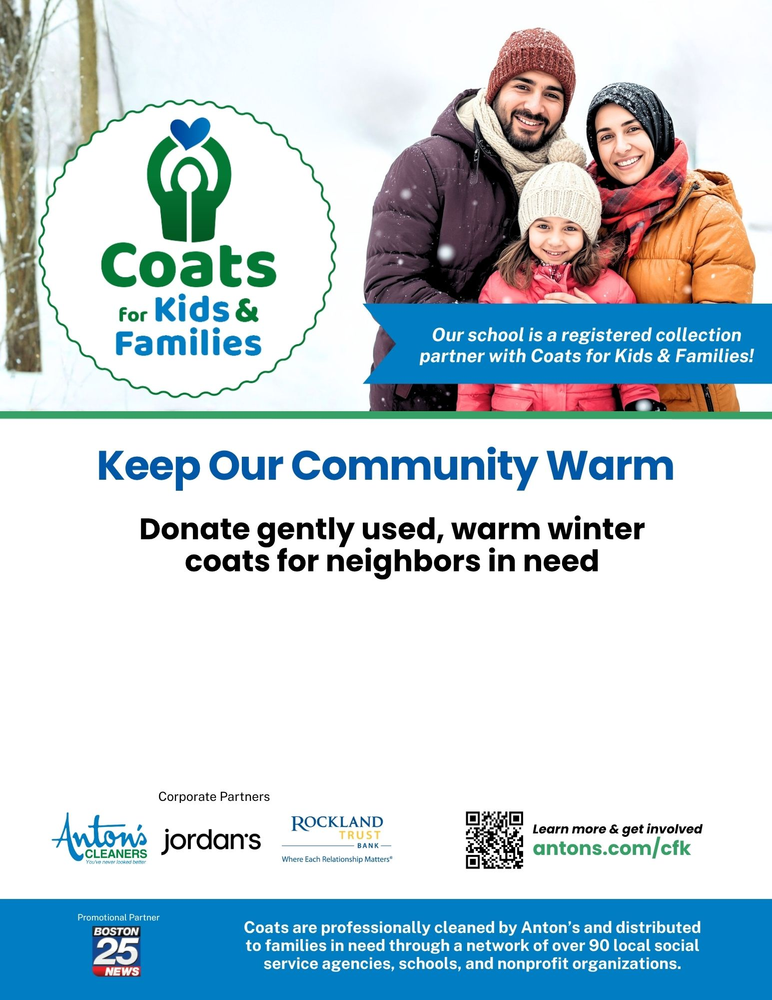 Coats
for Kids &
Families
Our school is a registered collection
partner with Coats for Kids & Families!
Keep Our Community Warm
Donate gently used, warm winter
coats for neighbors in need
Corporate Partners
Anton's
CLEANERS
You've never looked better
jordan's
ROCKLAND
TRUST
BANK
Where Each Relationship Matters®
Learn more & get involved
antons.com/cfk
Promotional Partner
BOSTON
25
NEWS
Coats are professionally cleaned by Anton’s and distributed
to families in need through a network of over 90 local social
service agencies, schools, and nonprofit organizations.